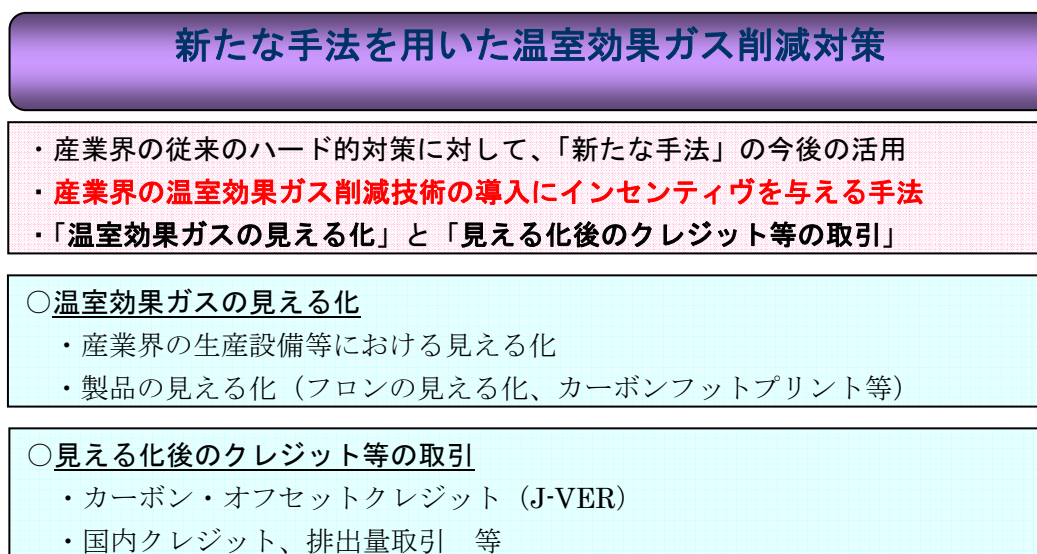 新たな手法を用いた温室効果ガス削減対策
・産業界の従来のハード的対策に対して、「新たな手法」の今後の活用
・産業界の温室効果ガス削減技術の導入にインセンティヴを与える手法
・「温室効果ガスの見える化」と「見える化後のクレジット等の取引」
○温室効果ガスの見える化
・産業界の生産設備等における見える化
・製品の見える化（フロンの見える化、カーボンフットプリント等）
○見える化後のクレジット等の取引
・カーボン・オフセットクレジット（J-VER）
・国内クレジット、排出量取引　等